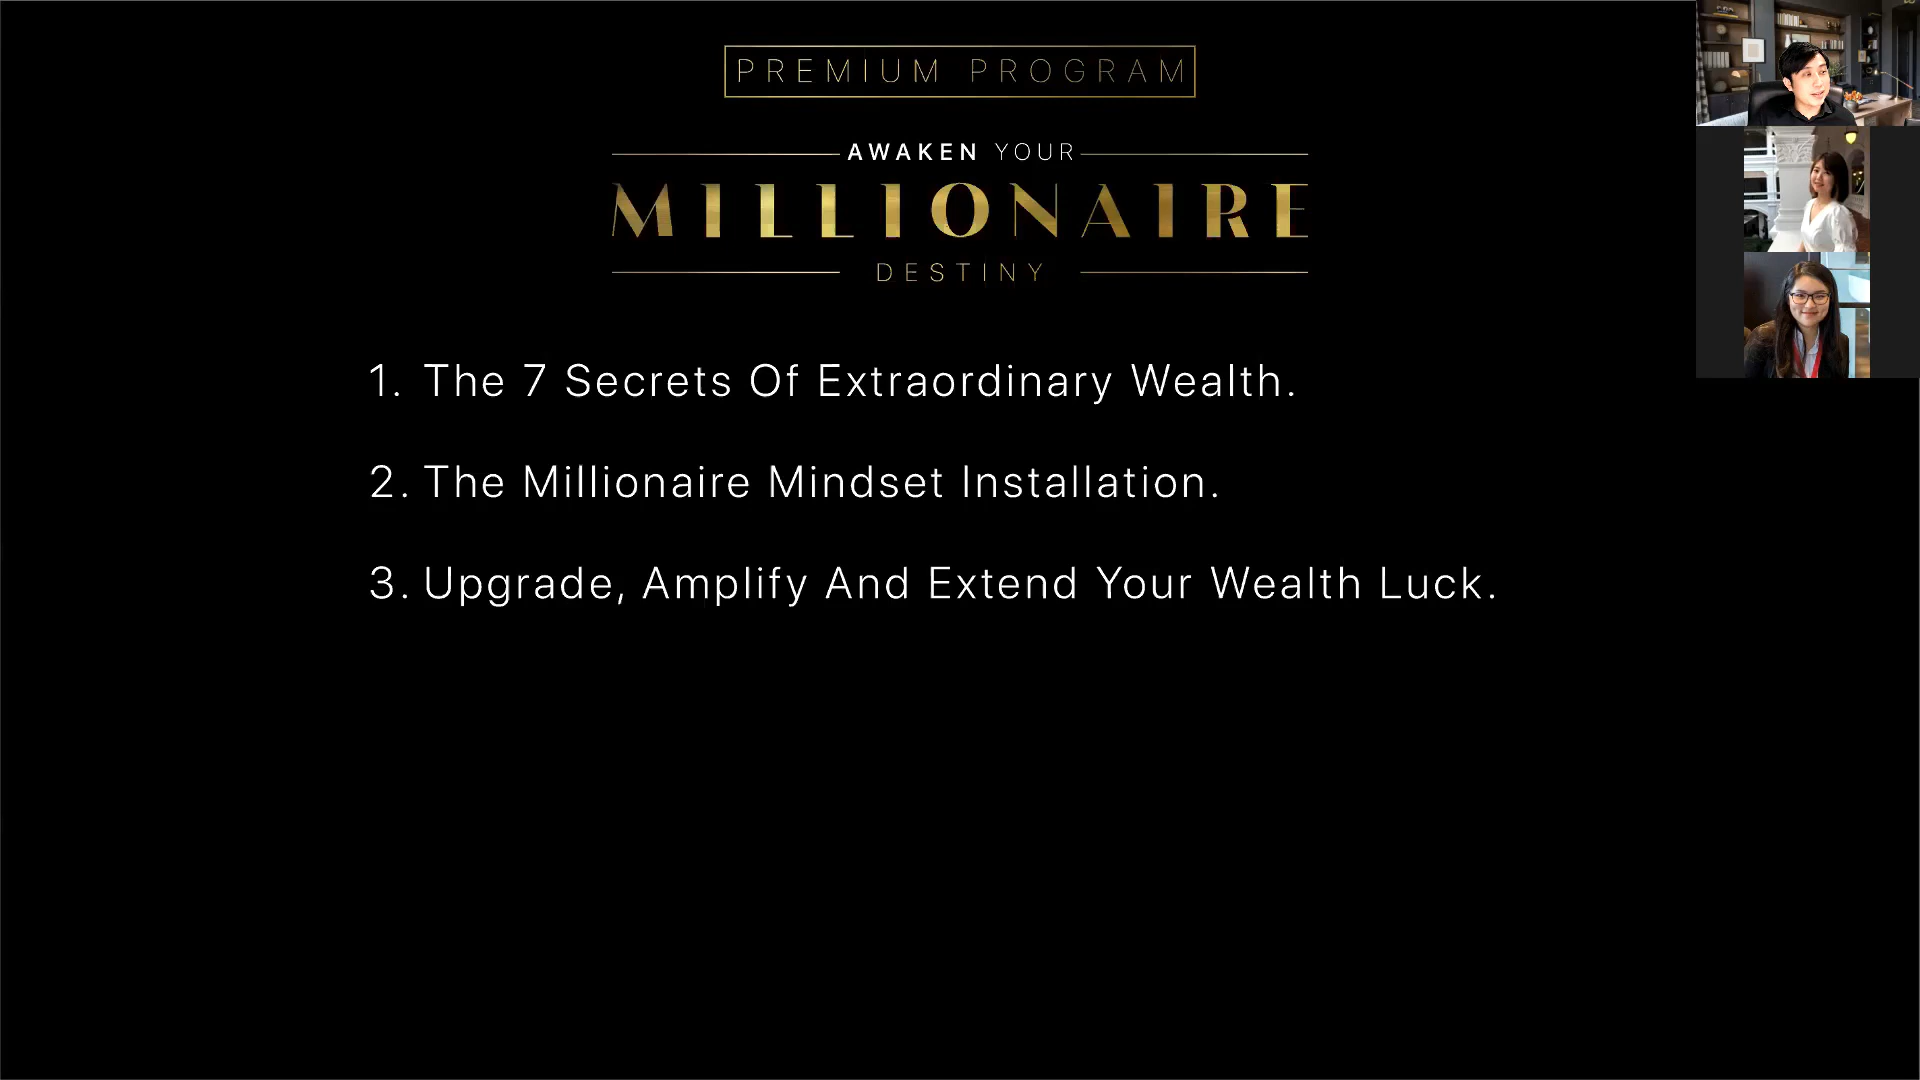 PREMIUM PROGRAM
AWAKEN YOUR
MILLIONAIRE
DESTINY
1. The 7 Secrets Of Extraordinary Wealth.
2. The Millionaire Mindset Installation.
3. Upgrade, Amplify And Extend Your Wealth Luck.